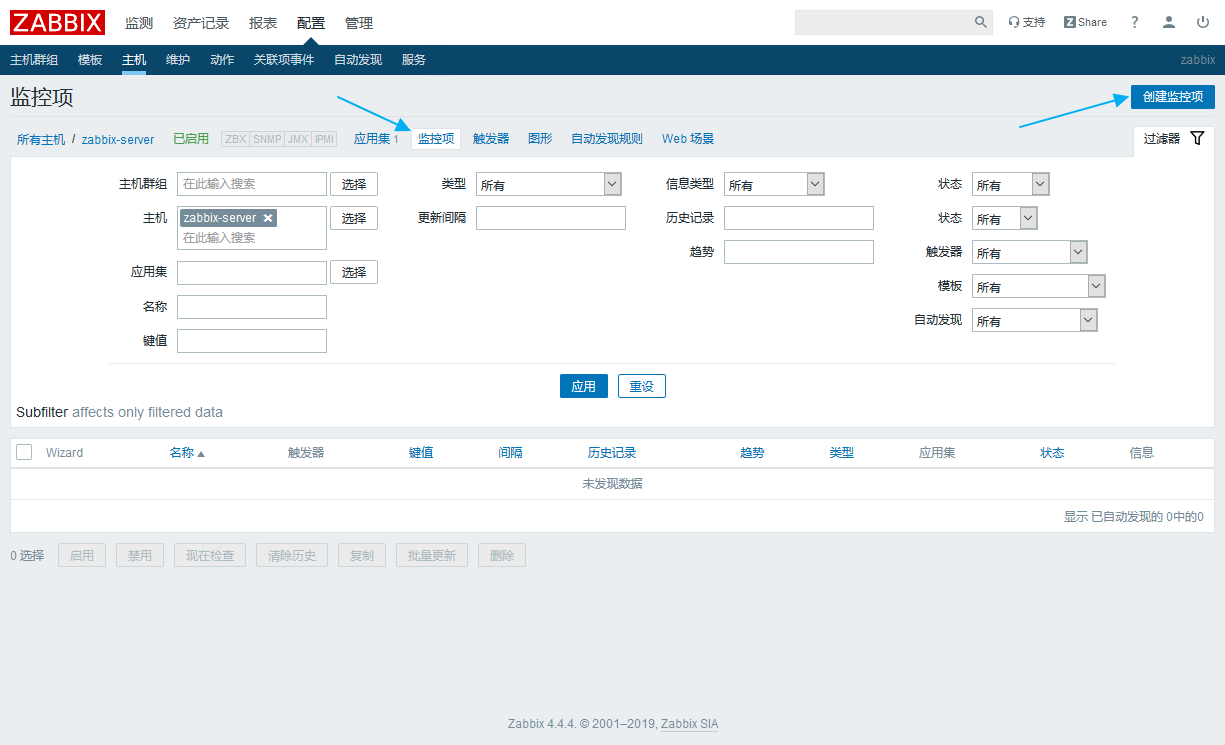 ZABBIX 监测 资产记录 报表 配置 管理 支持 Z Share ?
主机群组 模板 主机 维护 动作 关联项事件 自动发现 服务 zabbix
监控项 创建监控项
所有主机 / zabbix-server 已启用 ZBX SNMP JMX IPMI 应用集 1 监控项 触发器 图形 自动发现规则 Web 场景 过滤器
主机群组 在此输入搜索 选择 类型 所有 信息类型 所有 状态 所有
主机 zabbix-server 选择 更新间隔 历史记录 状态 所有
在此输入搜索
趋势 触发器 所有
应用集 选择
模板 所有
名称
自动发现 所有
键值
应用 重设
Subfilter affects only filtered data
Wizard 名称 触发器 键值 间隔 历史记录 趋势 类型 应用集 状态 信息
未发现数据
显示 已自动发现的 0中的0
0 选择 启用 禁用 现在检查 清除历史 复制 批量更新 删除
Zabbix 4.4.4. © 2001–2019, Zabbix SIA